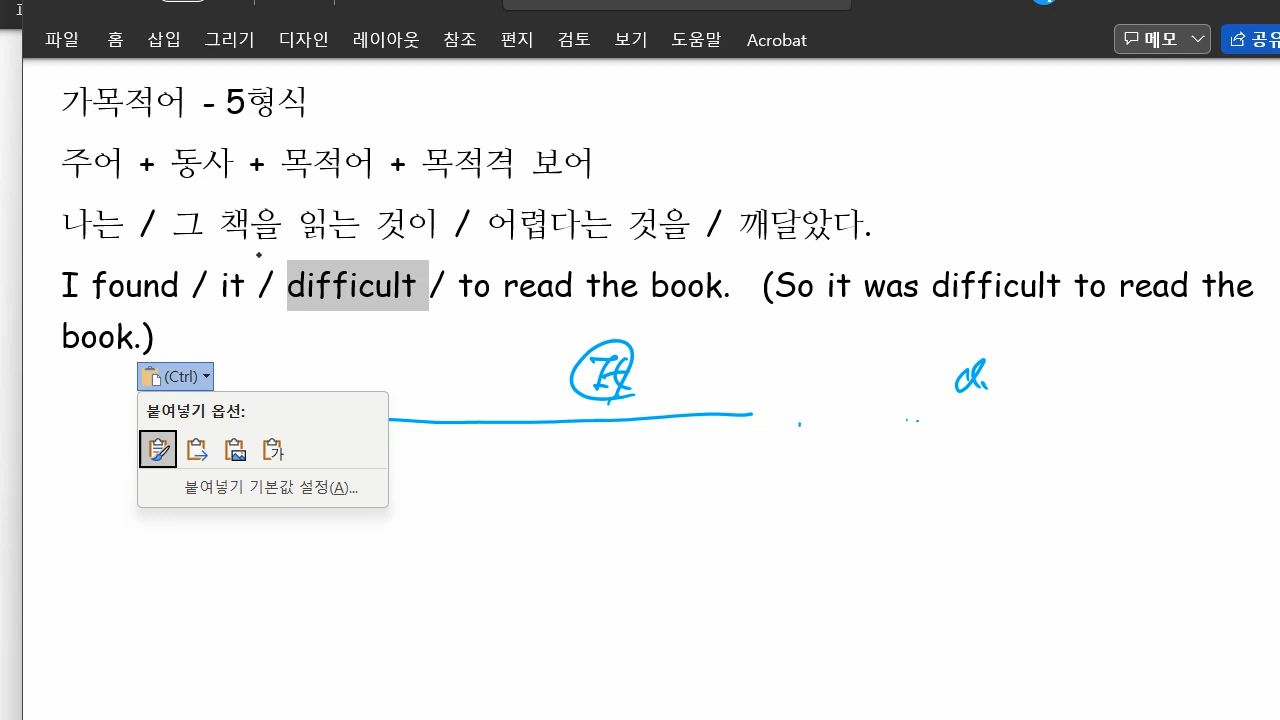 파일 홈 삽입 그리기 디자인 레이아웃 참조 편지 검토 보기 도움말 Acrobat 메모 공유
가목적어 - 5형식
주어 + 동사 + 목적어 + 목적격 보어
나는 / 그 책을 읽는 것이 / 어렵다는 것을 / 깨달았다.
I found / it / difficult / to read the book. (So it was difficult to read the
book.)
(Ctrl)
붙여넣기 옵션:
가
붙여넣기 기본값 설정(A)...